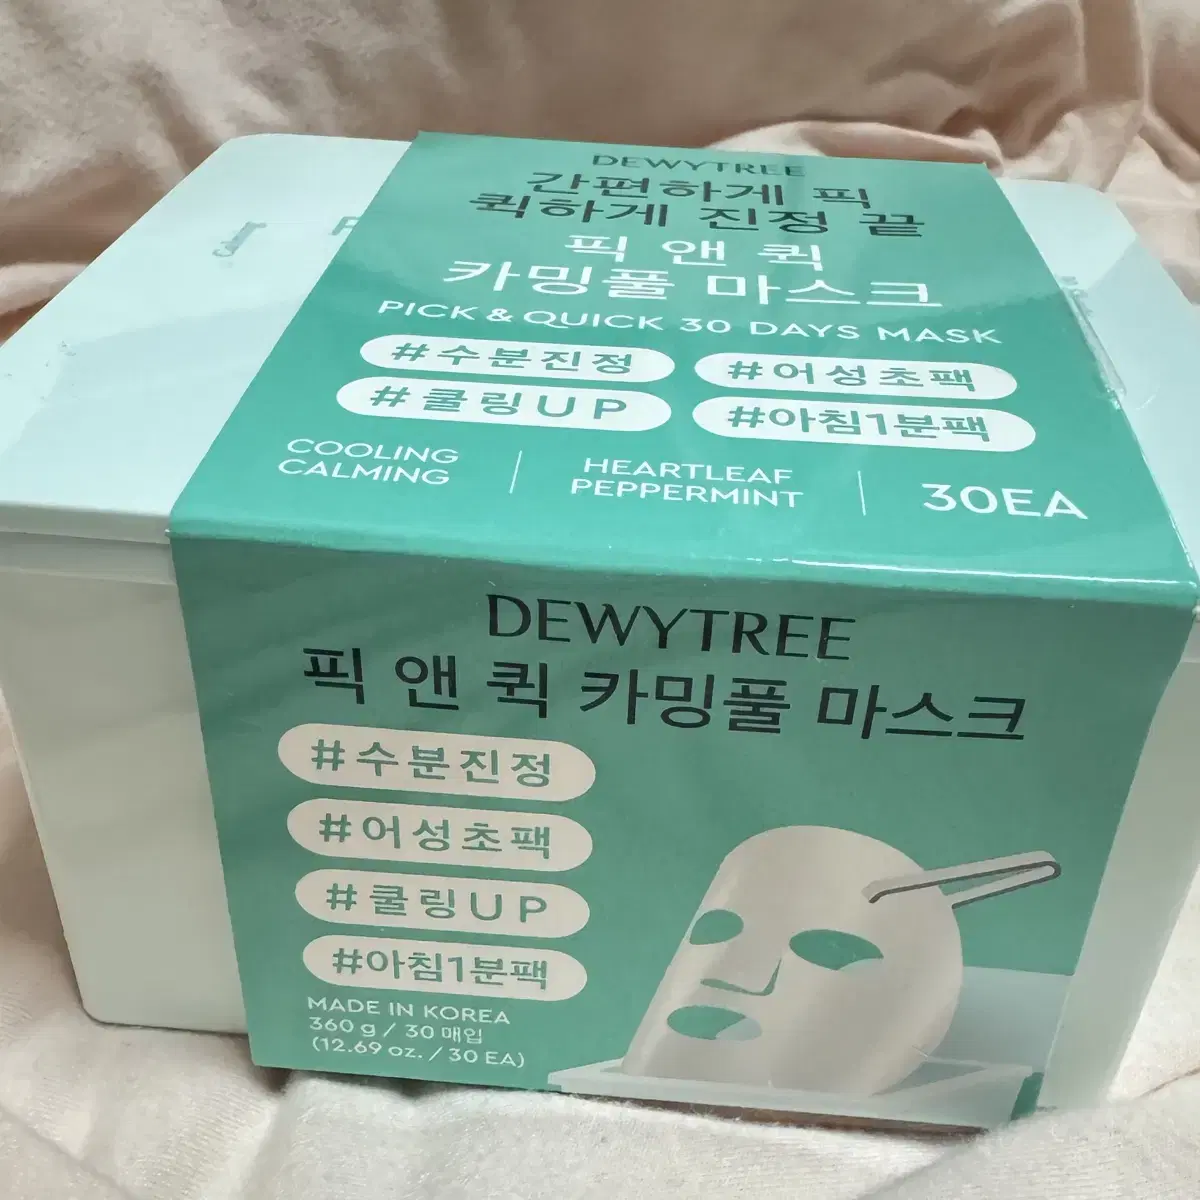 DEWYTREE
간편하게 픽
퀵하게 진정 끝
픽 앤 퀵
카밍풀 마스크
PICK & QUICK 30 DAYS MASK
#수분진정 #어성초팩
#쿨링UP #아침1분팩
COOLING
CALMING
HEARTLEAF
PEPPERMINT
30EA
DEWYTREE
픽 앤 퀵 카밍풀 마스크
#수분진정
#어성초팩
#쿨링UP
#아침1분팩
MADE IN KOREA
360 g / 30 매입
(12.69 oz. / 30 EA)